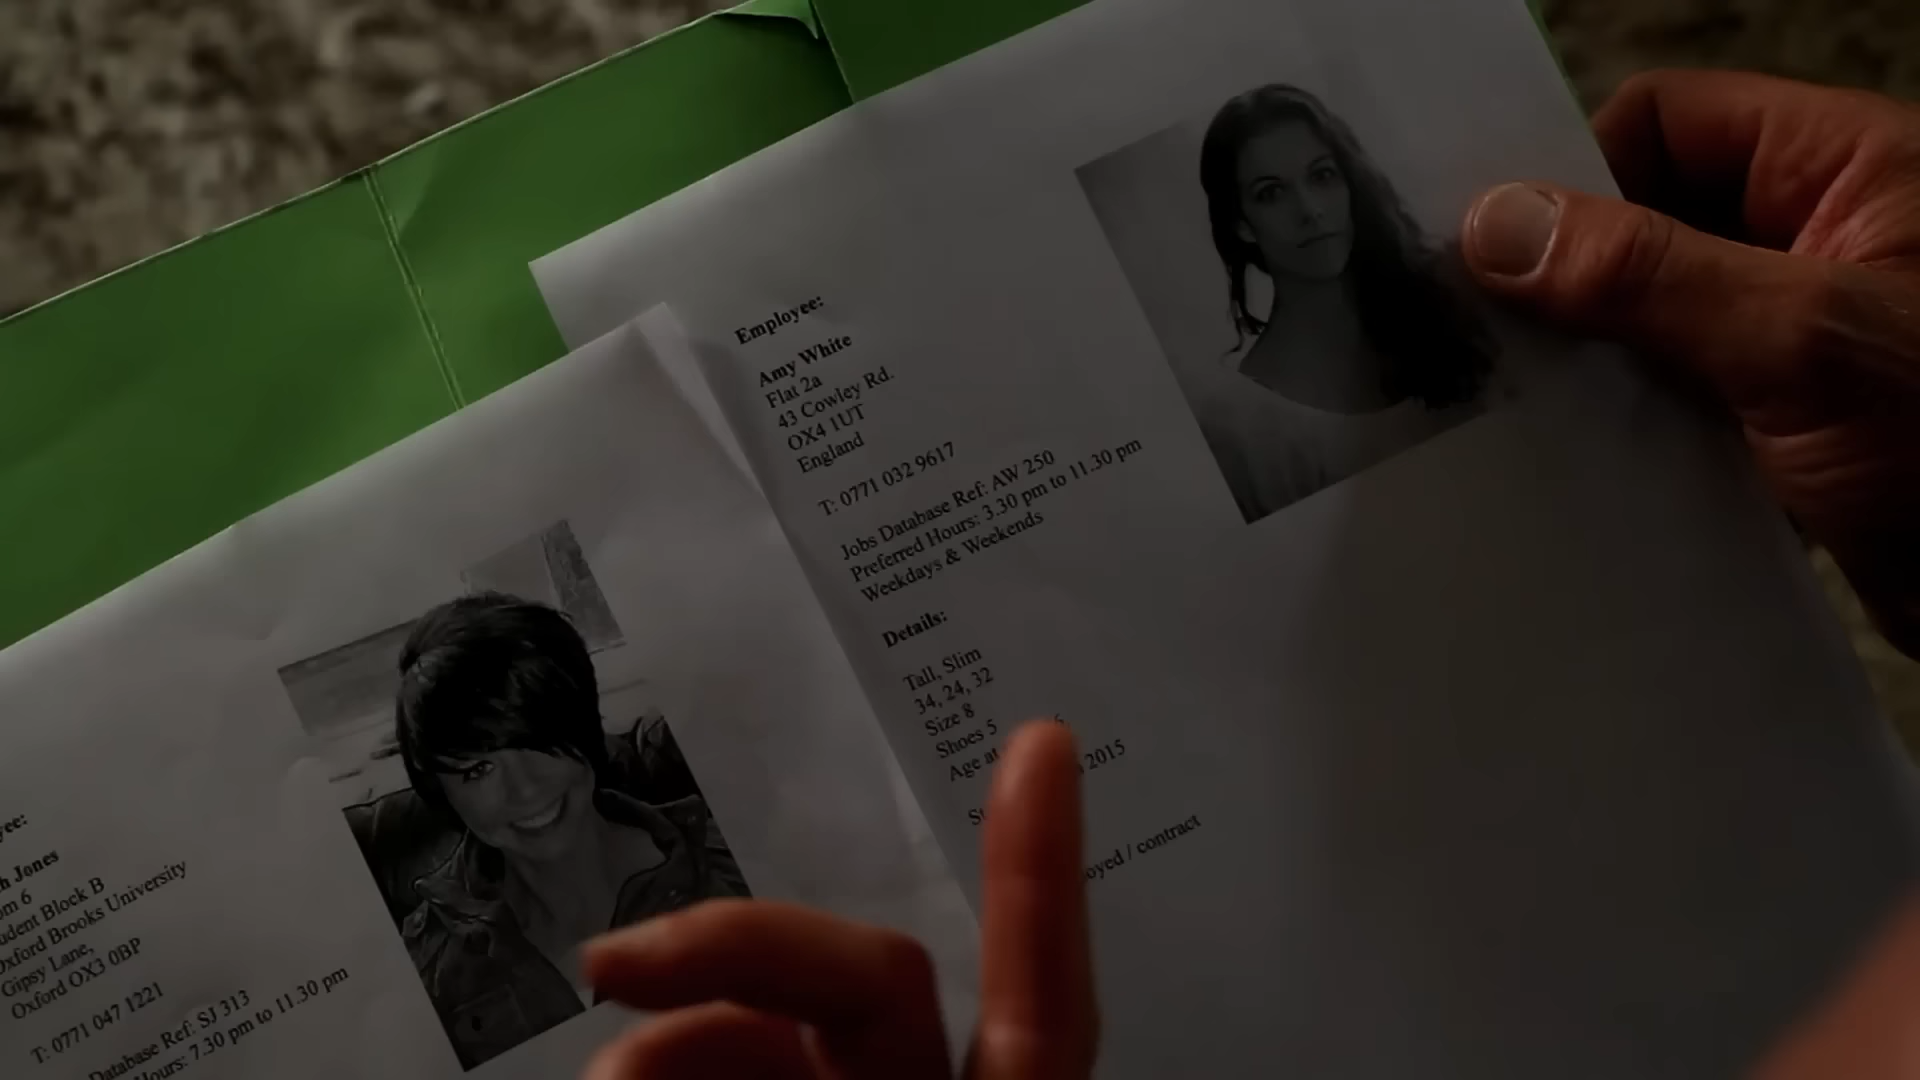 Employee:
Amy White
Flat 2a
43 Cowley Rd.
OX4 1UT
England
T: 0771 032 9617
Jobs Database Ref: AW 250
Preferred Hours: 3.30 pm to 11.30 pm
Weekdays & Weekends
Details:
Tall, Slim
34, 24, 32
Size 8
Shoes 5
Age at 2015
/ contract
Jones
6
Block B
Oxford Brooks University
Gipsy Lane,
Oxford OX3 0BP
T: 0771 047 1221
Database Ref: SJ 313
Hours: 7.30 pm to 11.30 pm